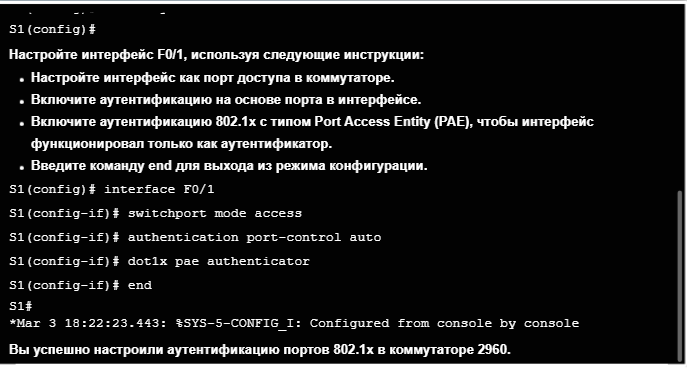 S1(config)#
Настройте интерфейс F0/1, используя следующие инструкции:
• Настройте интерфейс как порт доступа в коммутаторе.
• Включите аутентификацию на основе порта в интерфейсе.
• Включите аутентификацию 802.1x с типом Port Access Entity (PAE), чтобы интерфейс
функционировал только как аутентификатор.
• Введите команду end для выхода из режима конфигурации.
S1(config)# interface F0/1
S1(config-if)# switchport mode access
S1(config-if)# authentication port-control auto
S1(config-if)# dot1x pae authenticator
S1(config-if)# end
S1#
*Mar 3 18:22:23.443: %SYS-5-CONFIG_I: Configured from console by console
Вы успешно настроили аутентификацию портов 802.1x в коммутаторе 2960.